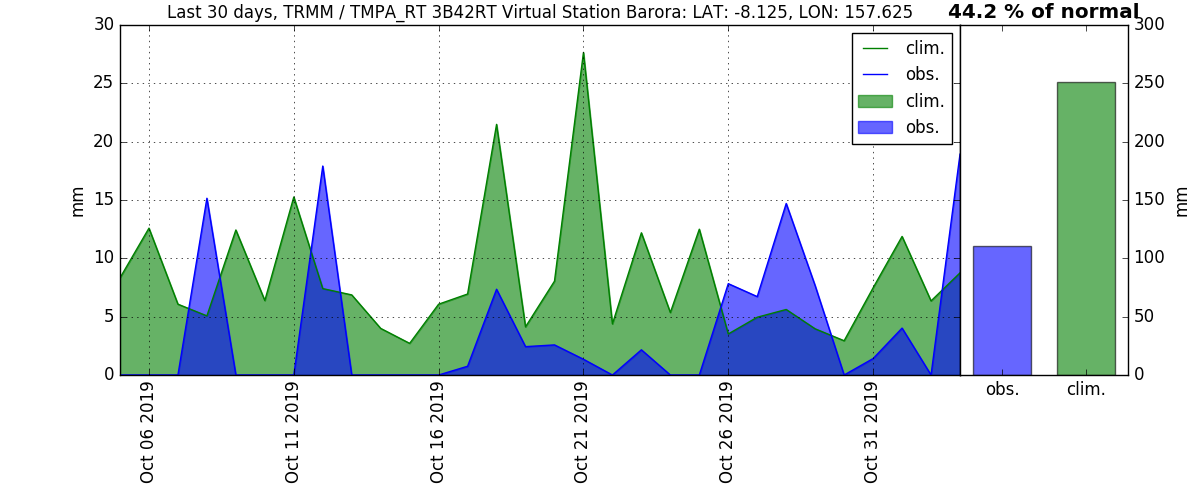 Last 30 days, TRMM / TMPA_RT 3B42RT Virtual Station Barora: LAT: -8.125, LON: 157.625
44.2 % of normal
30
25
20
15
10
5
0
mm
clim.
obs.
clim.
obs.
300
250
200
150
100
50
0
mm
Oct 06 2019
Oct 11 2019
Oct 16 2019
Oct 21 2019
Oct 26 2019
Oct 31 2019
obs.
clim.